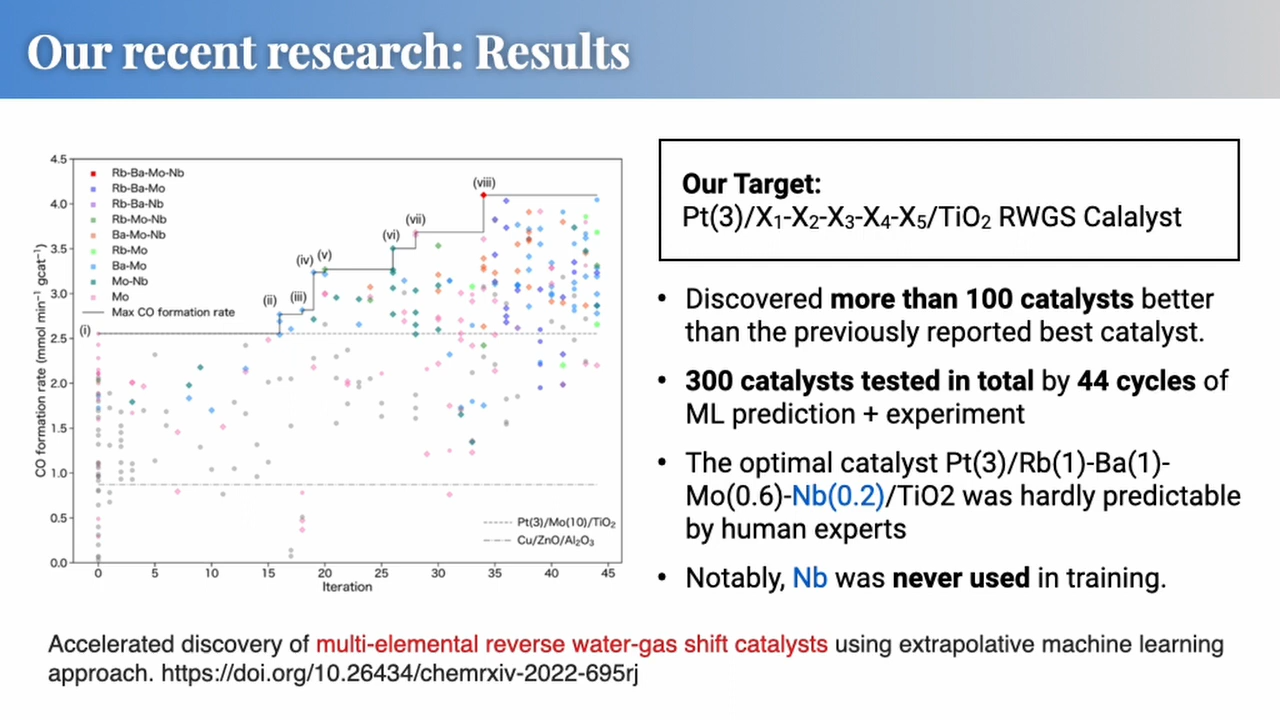 Our recent research: Results
4.5
4.0
3.5
3.0
2.5
2.0
1.5
1.0
0.5
0.0
CO formation rate (mmol min⁻¹ gcat⁻¹)
Rb-Ba-Mo-Nb
Rb-Ba-Mo
Rb-Ba-Nb
Rb-Mo-Nb
Ba-Mo-Nb
Rb-Mo
Ba-Mo
Mo-Nb
Mo
Max CO formation rate
(i)
(ii)
(iii)
(iv)
(v)
(vi)
(vii)
(viii)
Pt(3)/Mo(10)/TiO₂
Cu/ZnO/Al₂O₃
0 5 10 15 20 25 30 35 40 45
Iteration
Our Target:
Pt(3)/X₁-X₂-X₃-X₄-X₅/TiO₂ RWGS Calalyst
• Discovered more than 100 catalysts better
than the previously reported best catalyst.
• 300 catalysts tested in total by 44 cycles of
ML prediction + experiment
• The optimal catalyst Pt(3)/Rb(1)-Ba(1)-
Mo(0.6)-Nb(0.2)/TiO2 was hardly predictable
by human experts
• Notably, Nb was never used in training.
Accelerated discovery of multi-elemental reverse water-gas shift catalysts using extrapolative machine learning
approach. https://doi.org/10.26434/chemrxiv-2022-695rj